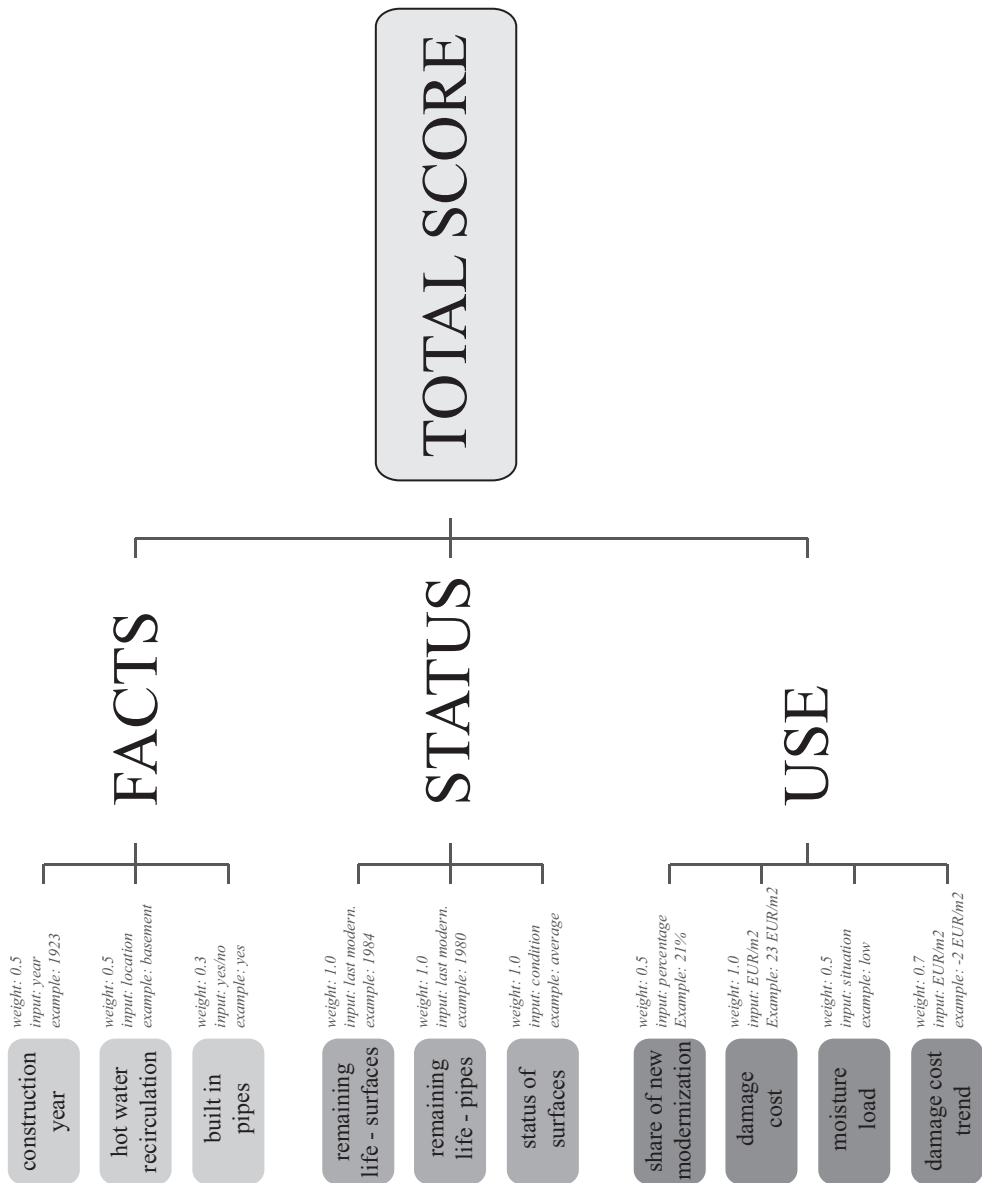 TOTAL SCORE
FACTS
construction
year
weight: 0.5
input: year
example: 1923
hot water
recirculation
weight: 0.5
input: location
example: basement
built in
pipes
weight: 0.3
input: yes/no
example: yes
STATUS
remaining
life - surfaces
weight: 1.0
input: last modern.
example: 1984
remaining
life - pipes
weight: 1.0
input: last modern.
example: 1980
status of
surfaces
weight: 1.0
input: condition
example: average
USE
share of new
modernization
weight: 0.5
input: percentage
Example: 21%
damage
cost
weight: 1.0
input: EUR/m2
Example: 23 EUR/m2
moisture
load
weight: 0.5
input: situation
example: low
damage cost
trend
weight: 0.7
input: EUR/m2
example: -2 EUR/m2